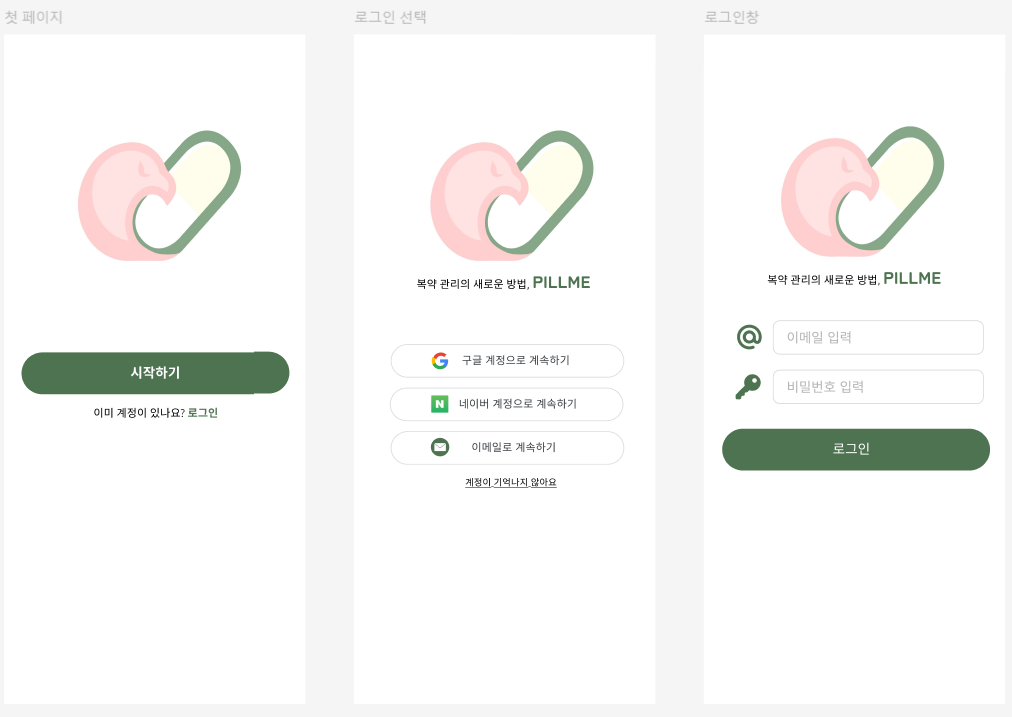 첫 페이지
시작하기
이미 계정이 있나요? 로그인
로그인 선택
복약 관리의 새로운 방법, PILLME
구글 계정으로 계속하기
N 네이버 계정으로 계속하기
이메일로 계속하기
계정이 기억나지 않아요
로그인창
복약 관리의 새로운 방법, PILLME
@ 이메일 입력
비밀번호 입력
로그인